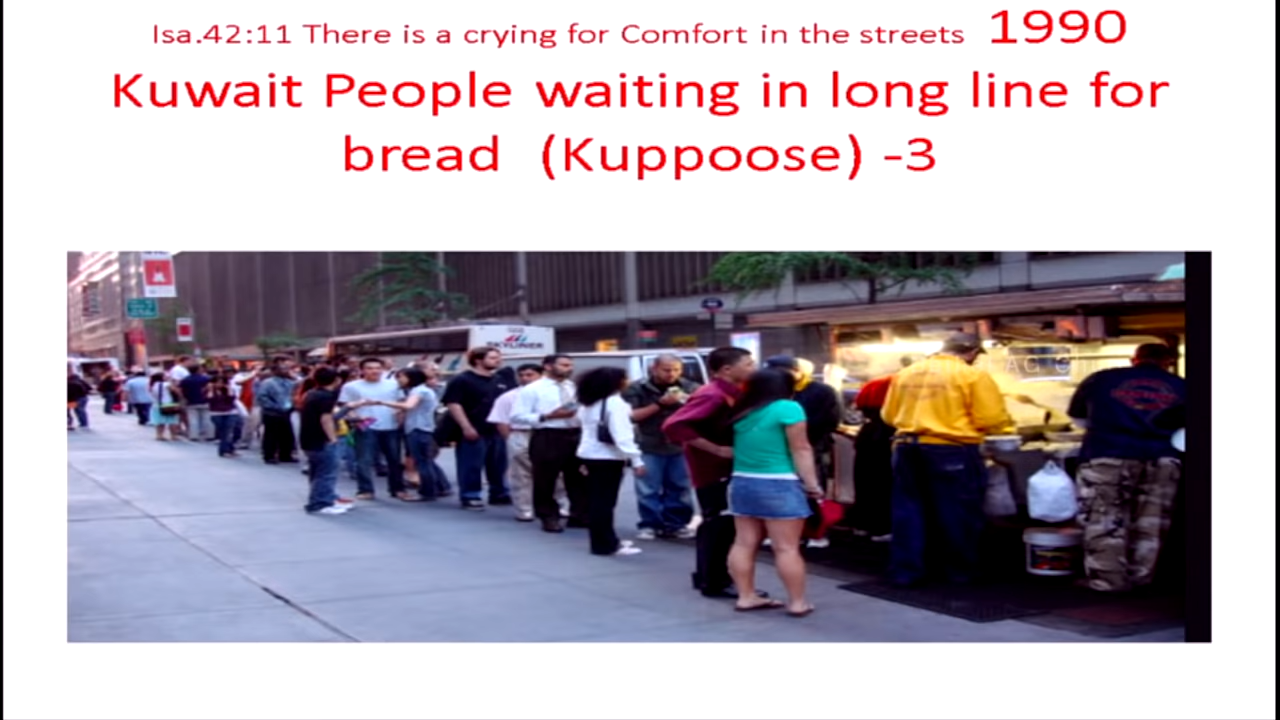 Isa.42:11 There is a crying for Comfort in the streets 1990
Kuwait People waiting in long line for
bread (Kuppoose) -3
SKYLINER